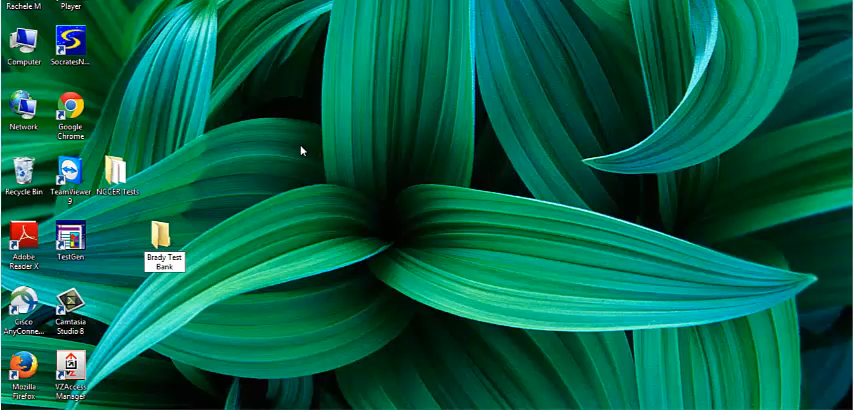 Rachele M
Player
Computer
SocratesN...
Network
Google
Chrome
Recycle Bin
TeamViewer
9
NCCER Tests
Adobe
Reader X
TestGen
Brady Test
Bank
Cisco
AnyConne...
Camtasia
Studio 8
Mozilla
Firefox
VZAccess
Manager